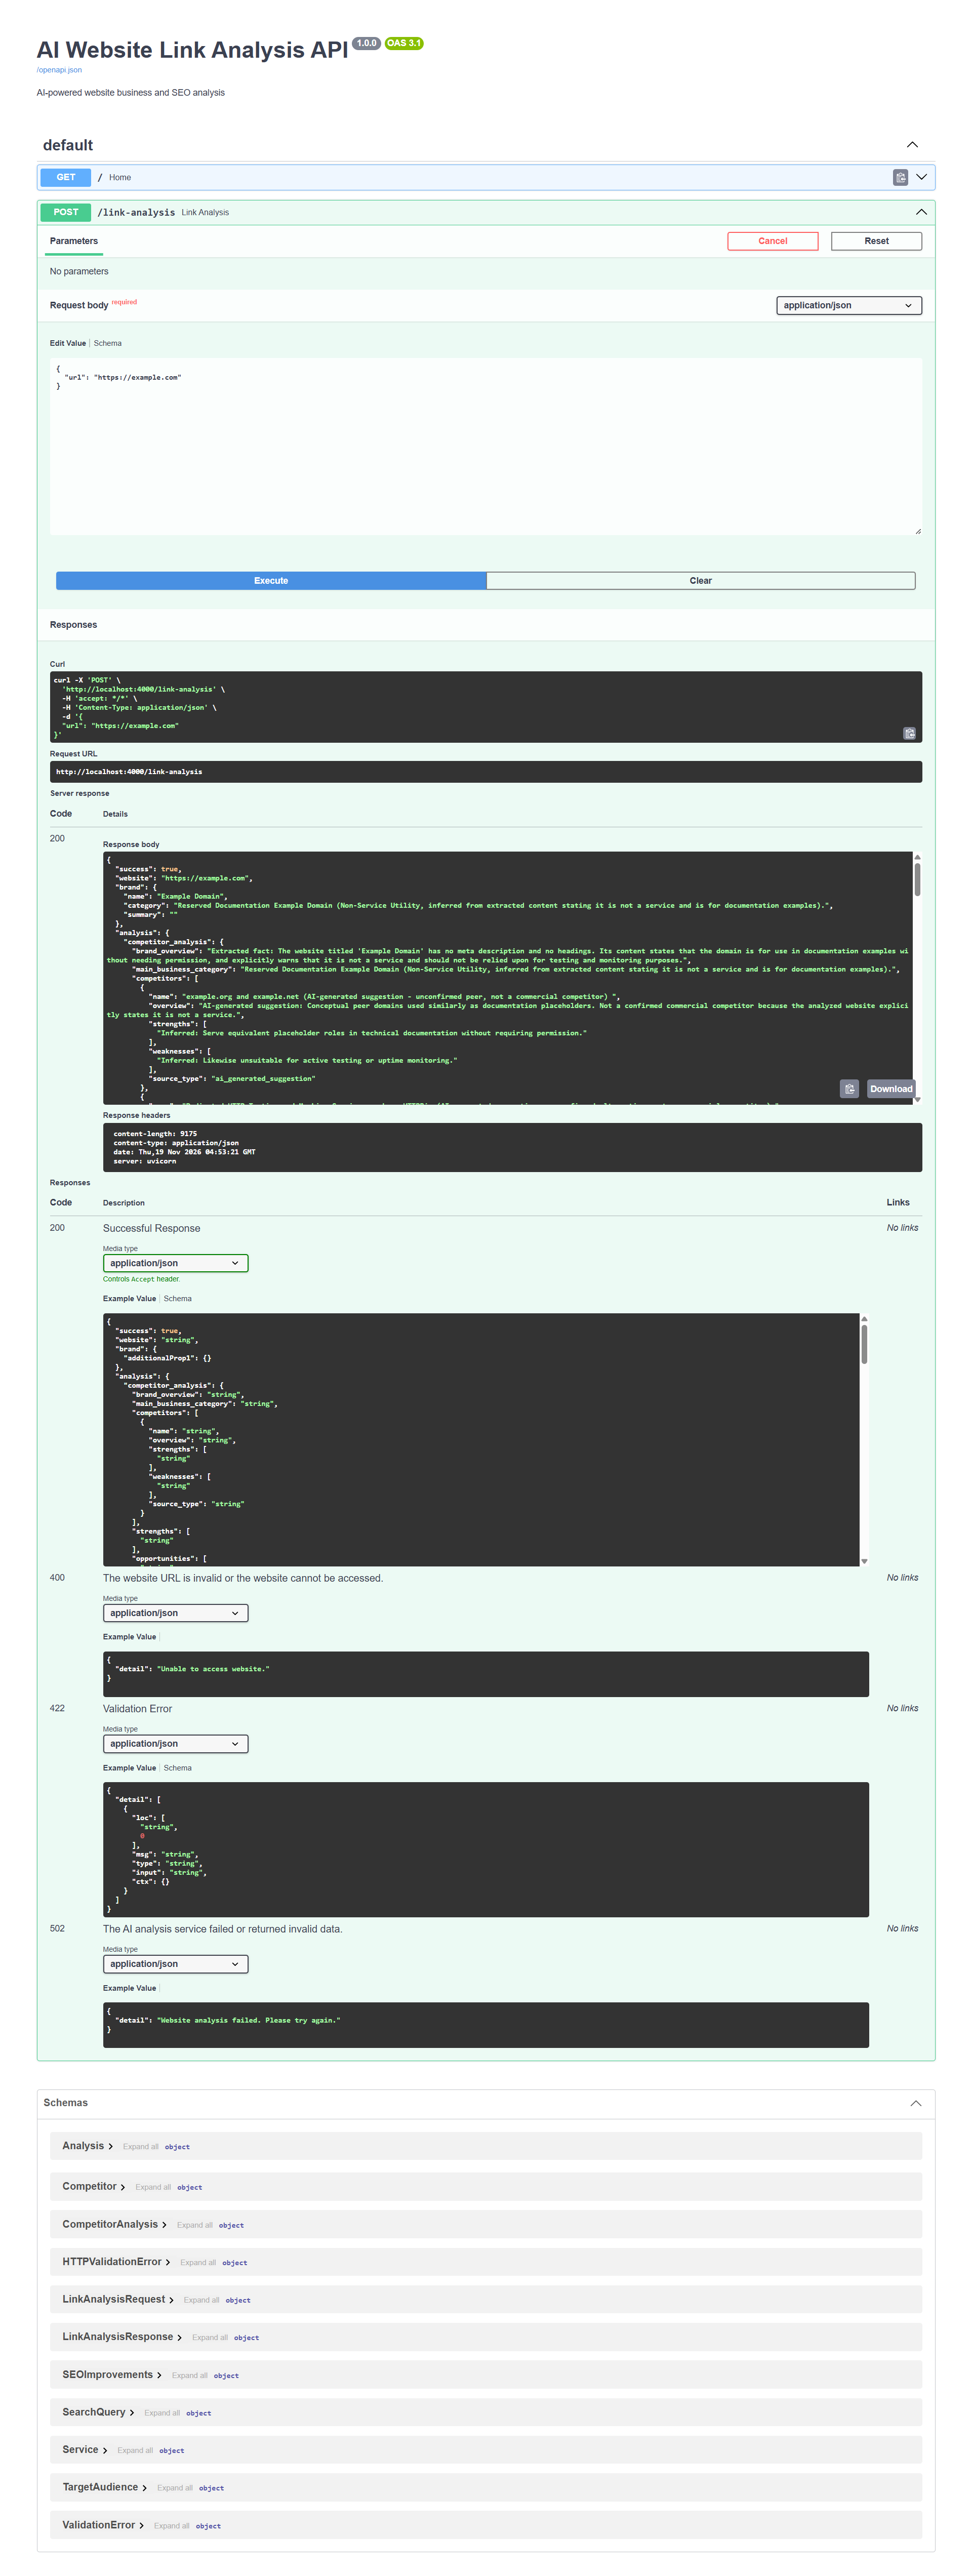 AI Website Link Analysis API 1.0.0 OAS 3.1
/openapi.json
AI-powered website business and SEO analysis
default
GET / Home
POST /link-analysis Link Analysis
Parameters
Cancel
Reset
No parameters
Request body required
application/json
Edit Value | Schema
{
  "url": "https://example.com"
}
Execute
Clear
Responses
Curl
curl -X 'POST' \
  'http://localhost:4000/link-analysis' \
  -H 'accept: */*' \
  -H 'Content-Type: application/json' \
  -d '{
  "url": "https://example.com"
}'
Request URL
http://localhost:4000/link-analysis
Server response
Code Details
200
Response body
{
  "success": true,
  "website": "https://example.com",
  "brand": {
    "name": "Example Domain",
    "category": "Reserved Documentation Example Domain (Non-Service Utility, inferred from extracted content stating it is not a service and is for documentation examples).",
    "summary": ""
  },
  "analysis": {
    "competitor_analysis": {
      "brand_overview": "Extracted fact: The website titled 'Example Domain' has no meta description and no headings. Its content states that the domain is for use in documentation examples wi
thout needing permission, and explicitly warns that it is not a service and should not be relied upon for testing and monitoring purposes.",
      "main_business_category": "Reserved Documentation Example Domain (Non-Service Utility, inferred from extracted content stating it is not a service and is for documentation examples).",
      "competitors": [
        {
          "name": "example.org and example.net (AI-generated suggestion - unconfirmed peer, not a commercial competitor) ",
          "overview": "AI-generated suggestion: Conceptual peer domains used similarly as documentation placeholders. Not a confirmed commercial competitor because the analyzed website explici
tly states it is not a service.",
          "strengths": [
            "Inferred: Serve equivalent placeholder roles in technical documentation without requiring permission."
          ],
          "weaknesses": [
            "Inferred: Likewise unsuitable for active testing or uptime monitoring."
          ],
          "source_type": "ai_generated_suggestion"
        },
        {
Download
Response headers
content-length: 9175
content-type: application/json
date: Thu,19 Nov 2026 04:53:21 GMT
server: uvicorn
Responses
Code Description Links
200 Successful Response No links
Media type
application/json
Controls Accept header.
Example Value | Schema
{
  "success": true,
  "website": "string",
  "brand": {
    "additionalProp1": {}
  },
  "analysis": {
    "competitor_analysis": {
      "brand_overview": "string",
      "main_business_category": "string",
      "competitors": [
        {
          "name": "string",
          "overview": "string",
          "strengths": [
            "string"
          ],
          "weaknesses": [
            "string"
          ],
          "source_type": "string"
        }
      ],
      "strengths": [
        "string"
      ],
      "opportunities": [
400 The website URL is invalid or the website cannot be accessed. No links
Media type
application/json
Example Value |
{
  "detail": "Unable to access website."
}
422 Validation Error No links
Media type
application/json
Example Value | Schema
{
  "detail": [
    {
      "loc": [
        "string",
        0
      ],
      "msg": "string",
      "type": "string",
      "input": "string",
      "ctx": {}
    }
  ]
}
502 The AI analysis service failed or returned invalid data. No links
Media type
application/json
Example Value |
{
  "detail": "Website analysis failed. Please try again."
}
Schemas
Analysis Expand all object
Competitor Expand all object
CompetitorAnalysis Expand all object
HTTPValidationError Expand all object
LinkAnalysisRequest Expand all object
LinkAnalysisResponse Expand all object
SEOImprovements Expand all object
SearchQuery Expand all object
Service Expand all object
TargetAudience Expand all object
ValidationError Expand all object